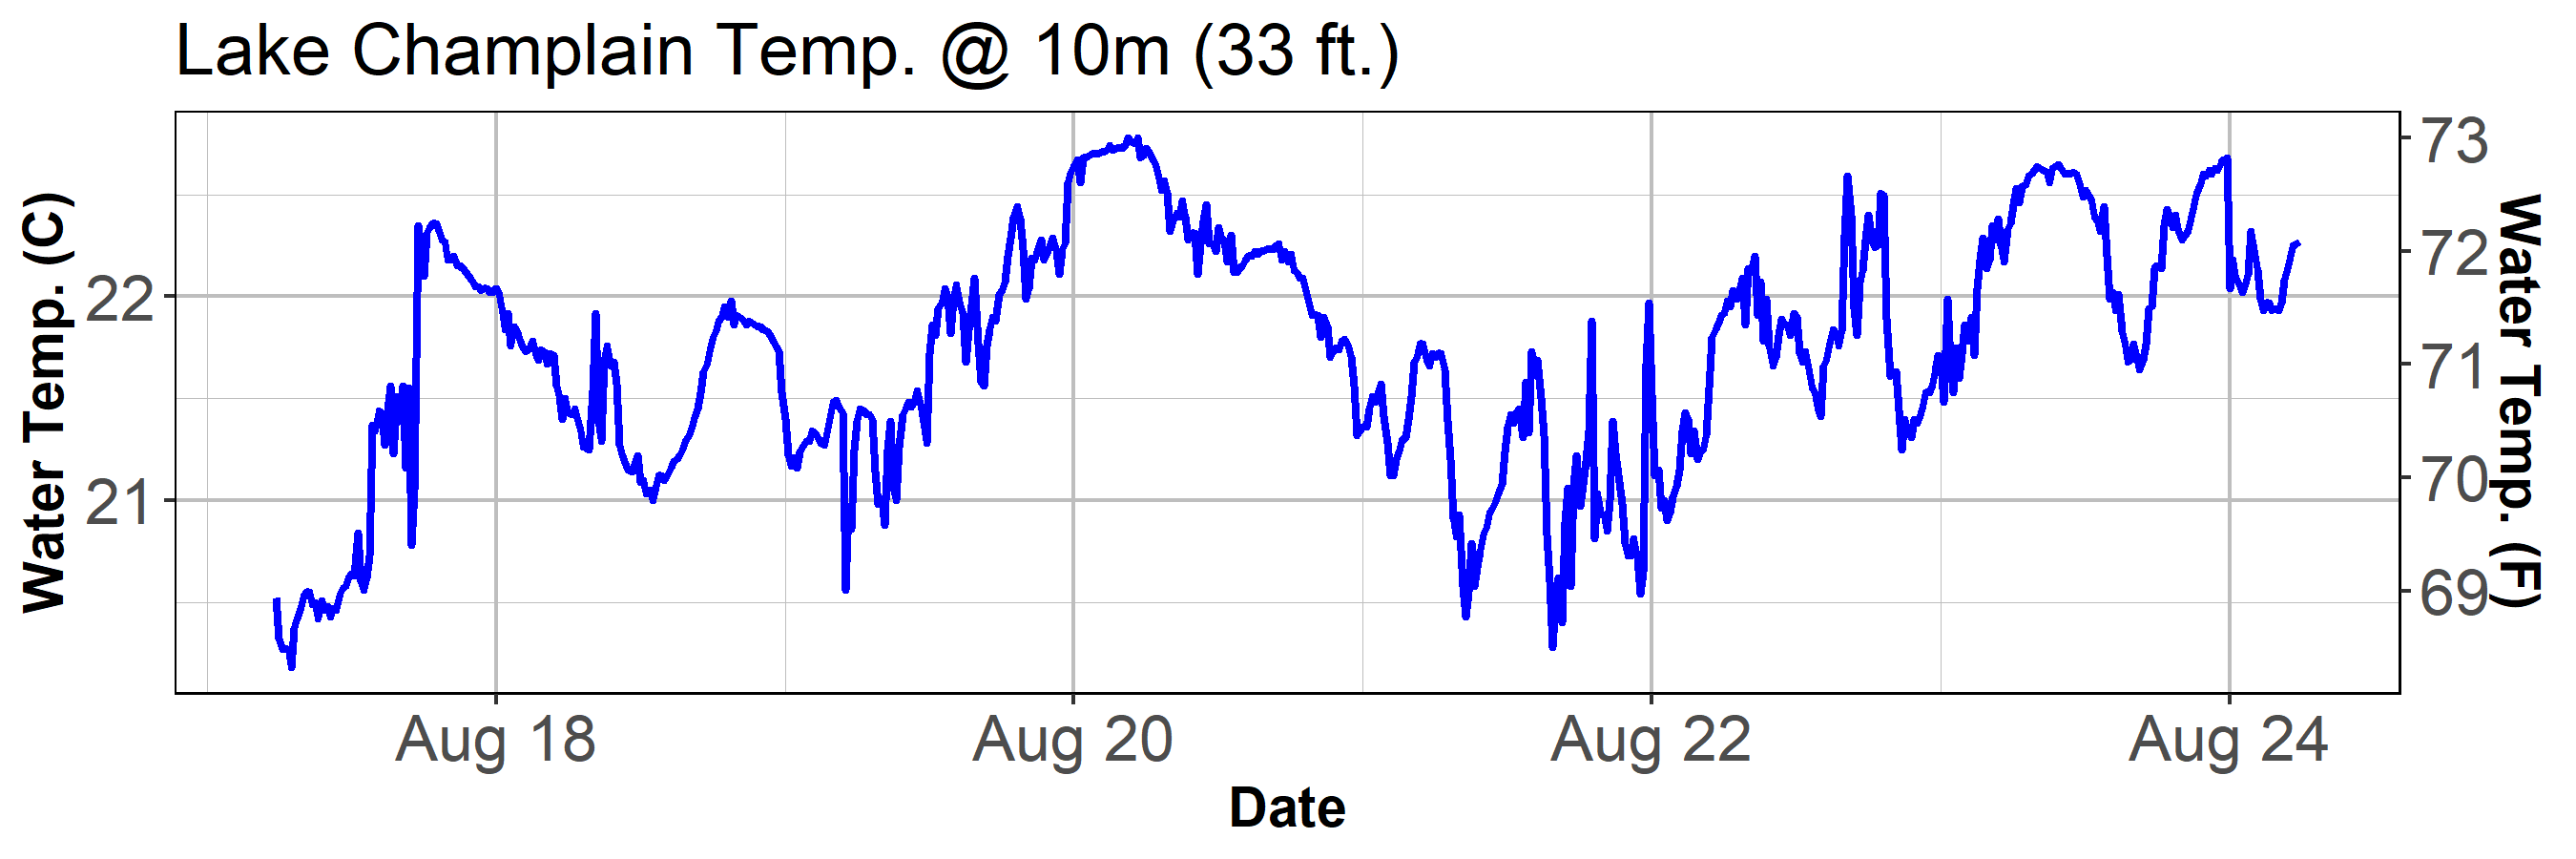 Lake Champlain Temp. @ 10m (33 ft.)
Water Temp. (C)
22
21
73
72
71
70
69
Water Temp. (F)
Aug 18
Aug 20
Aug 22
Aug 24
Date